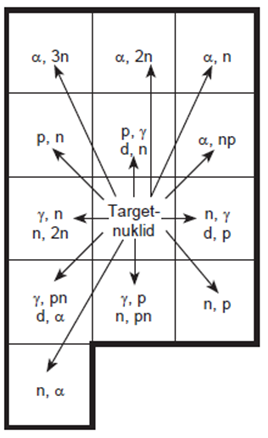 α, 3n
α, 2n
α, n
p, n
p, γ
d, n
α, np
γ, n
n, 2n
Target-
nuklid
n, γ
d, p
γ, pn
d, α
γ, p
n, pn
n, p
n, α